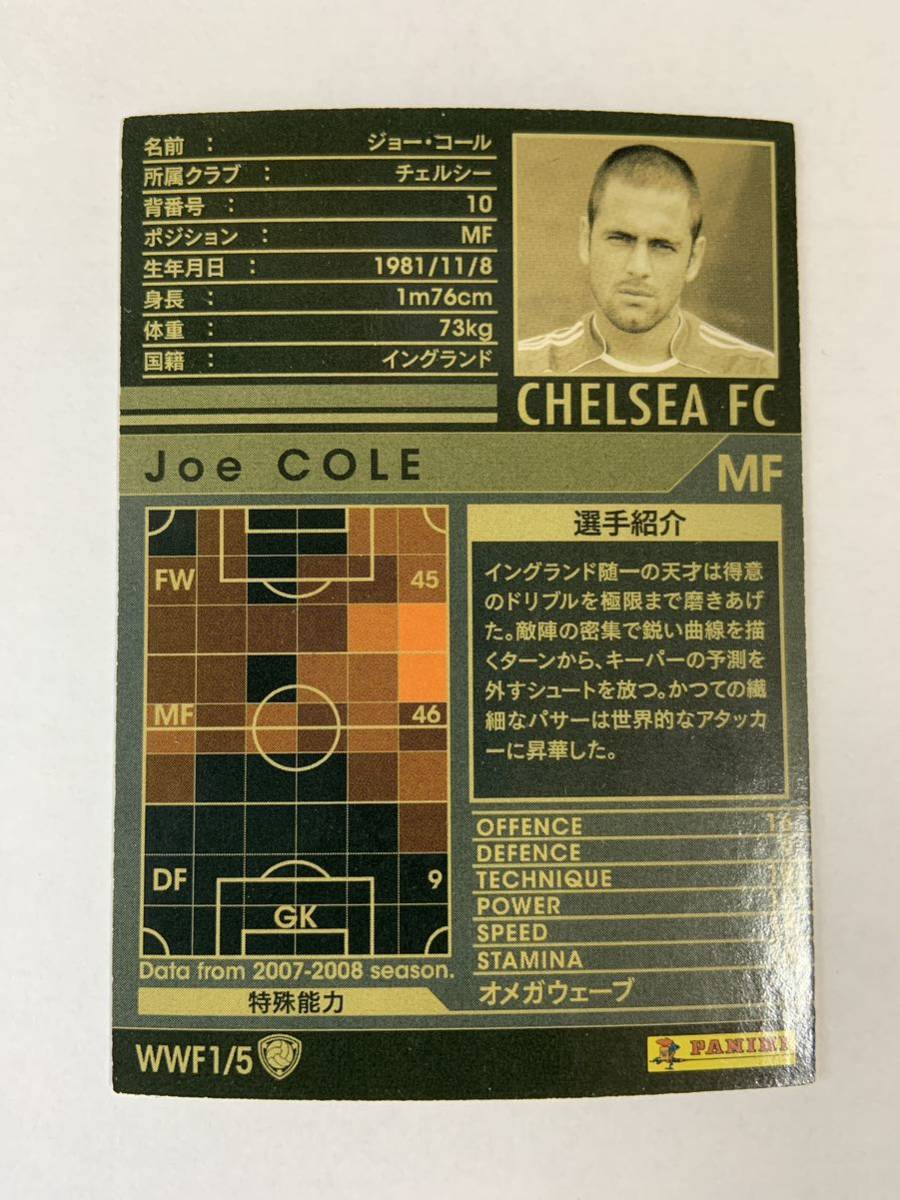 名前 : ジョー・コール
所属クラブ : チェルシー
背番号 : 10
ポジション : MF
生年月日 : 1981/11/8
身長 : 1m76cm
体重 : 73kg
国籍 : イングランド
CHELSEA FC
Joe COLE
MF
FW 45
MF 46
DF 9
GK
Data from 2007-2008 season.
選手紹介
イングランド随一の天才は得意
のドリブルを極限まで磨きあげ
た。敵陣の密集で鋭い曲線を描
くターンから、キーパーの予測を
外すシュートを放つ。かつての繊
細なパサーは世界的なアタッカ
ーに昇華した。
OFFENCE 16
DEFENCE
TECHNIQUE
POWER
SPEED
STAMINA
特殊能力
オメガウェーブ
WWF1/5
PANINI